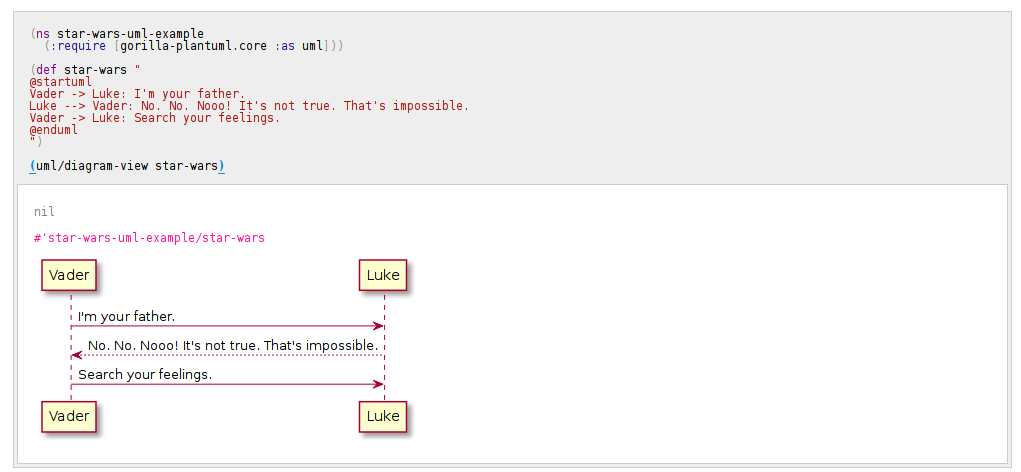 (ns star-wars-uml-example
  (:require [gorilla-plantuml.core :as uml]))
(def star-wars "
@startuml
Vader -> Luke: I'm your father.
Luke --> Vader: No. No. Nooo! It's not true. That's impossible.
Vader -> Luke: Search your feelings.
@enduml
")
(uml/diagram-view star-wars)
nil
#'star-wars-uml-example/star-wars
Vader Luke
I'm your father.
No. No. Nooo! It's not true. That's impossible.
Search your feelings.
Vader Luke